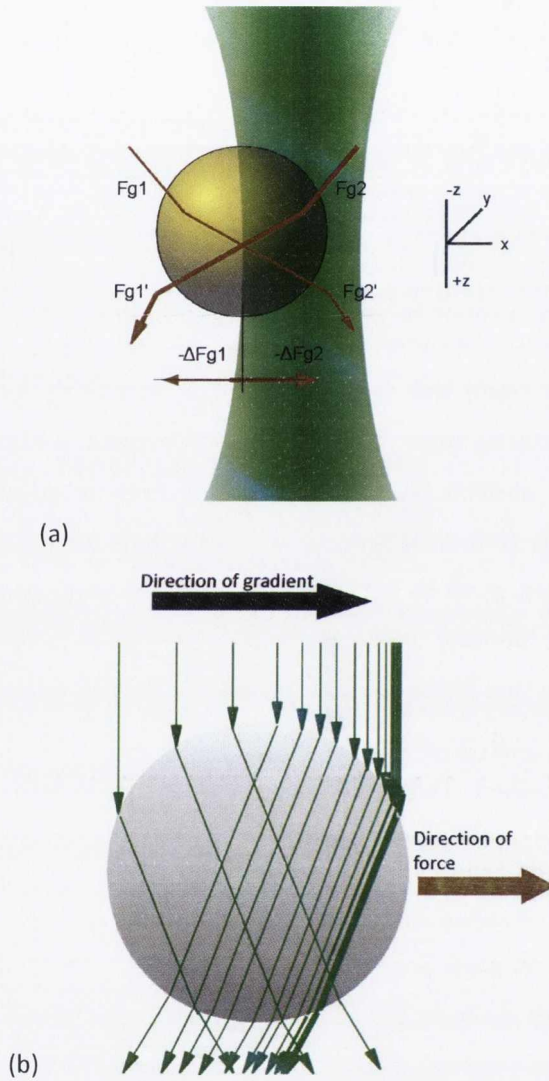 Fg1
Fg2
-z
y
x
+z
Fg1'
Fg2'
-ΔFg1
-ΔFg2
(a)
Direction of gradient
Direction of
force
(b)